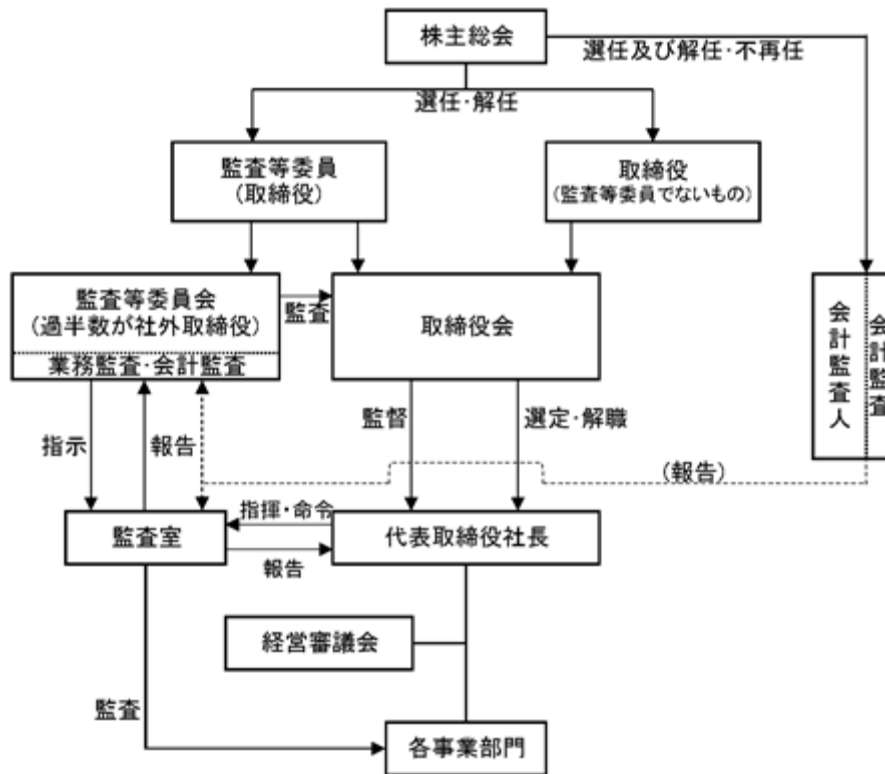 株主総会
選任及び解任・不再任
選任・解任
監査等委員
(取締役)
取締役
(監査等委員でないもの)
監査等委員会
(過半数が社外取締役)
業務監査・会計監査
監査
取締役会
会計監査人
会計監査
指示
報告
監督
選定・解職
(報告)
監査室
指揮・命令
報告
代表取締役社長
経営審議会
監査
各事業部門